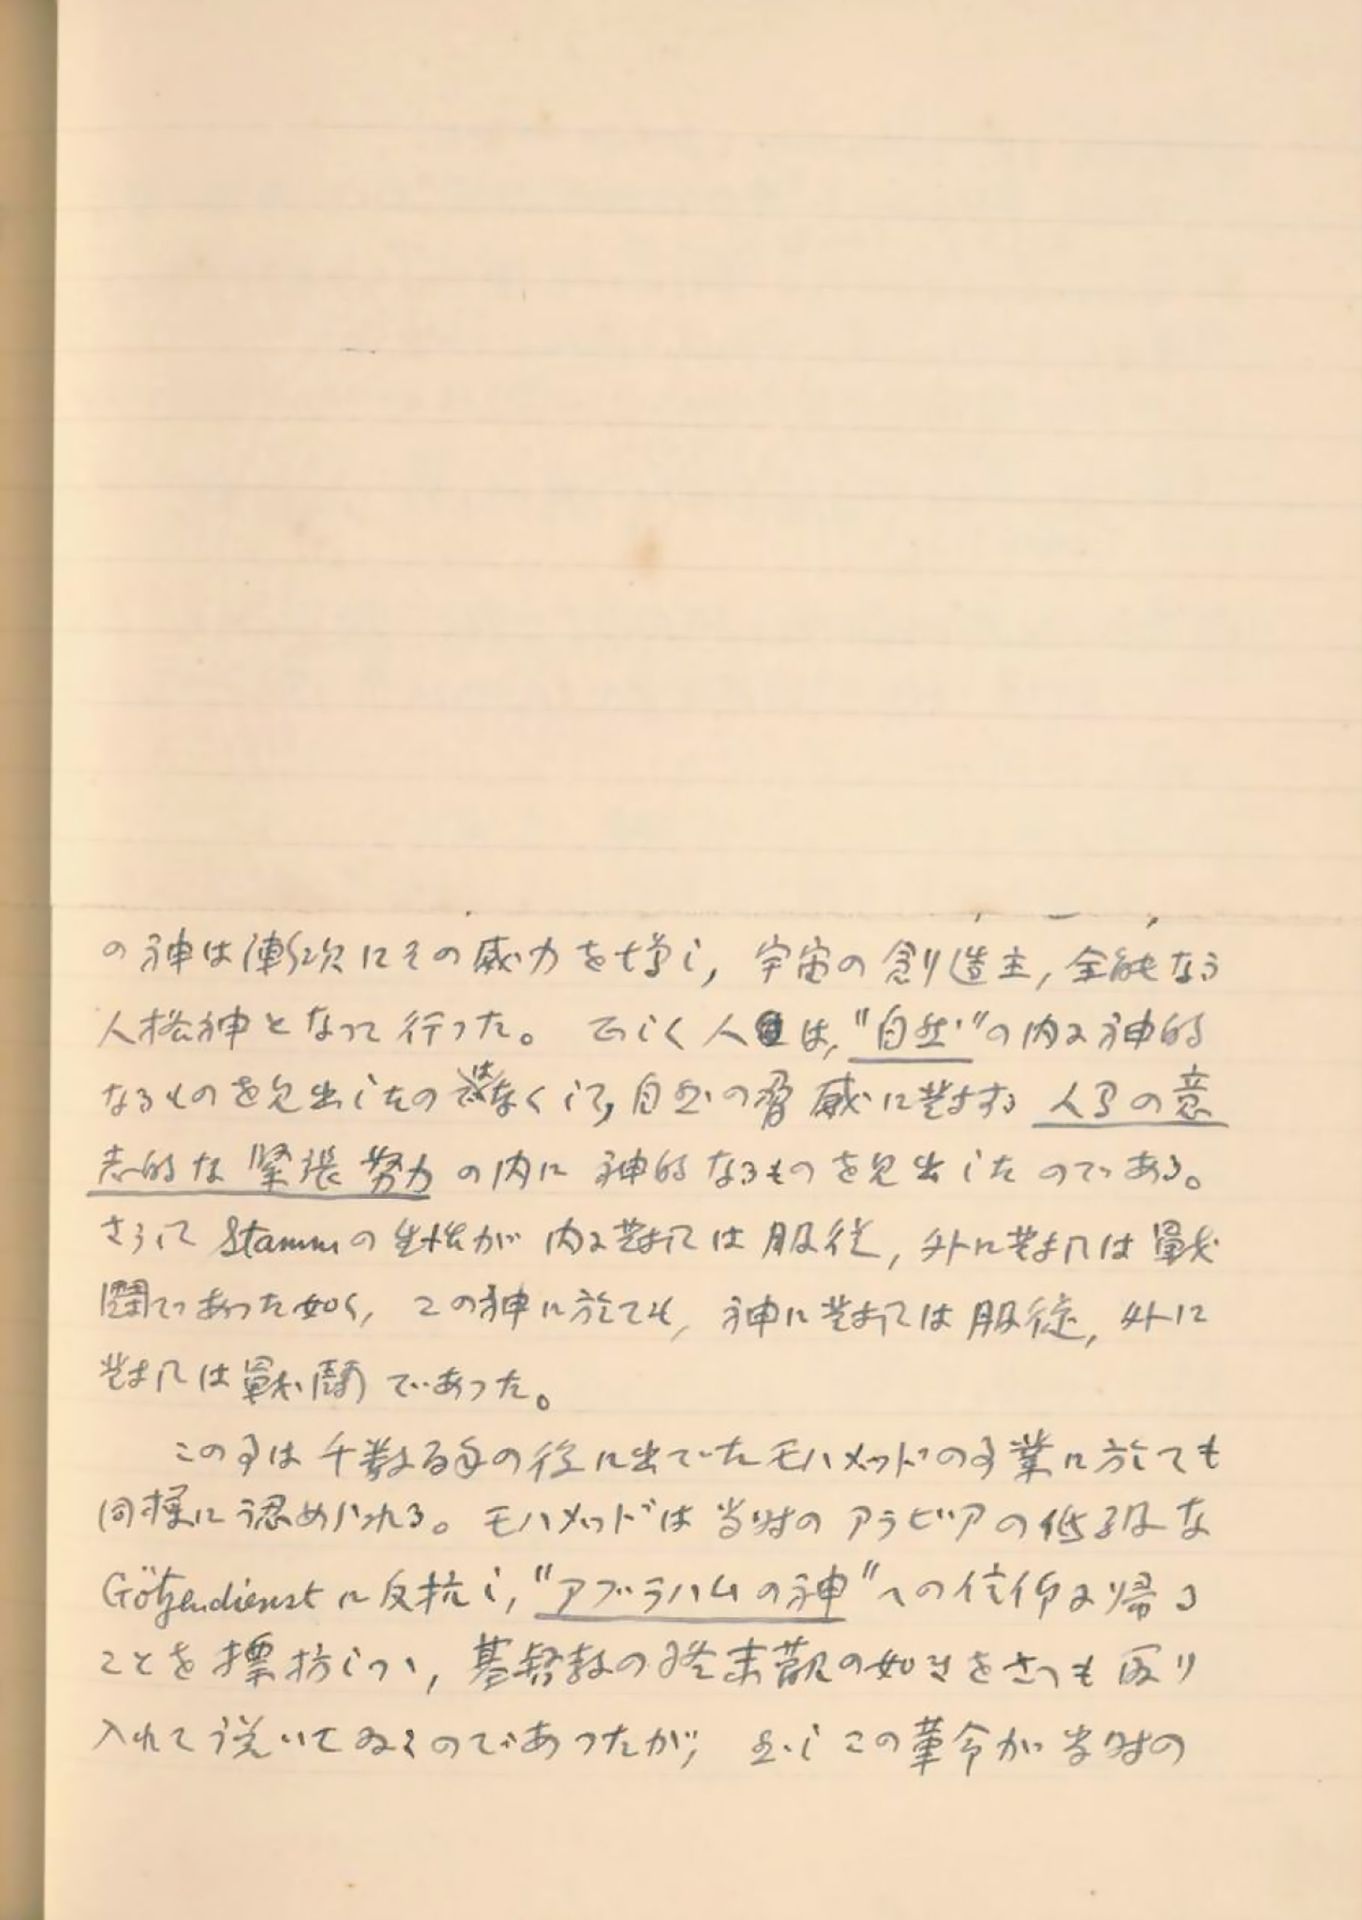 の神は漸次にその威力を増し, 宇宙の創造主, 全能なる
人格神となって行った。 正しく人は, "自然"の内に神的
なるものを見出したのはなくして, 自然の脅威に対する 人間の意
志的な 緊張 努力 の内に 神的なるものを見出したのである。
さうして Stammの生活が 内に対しては 服従, 外に対しては 戦
闘であった如く, この神に於ても, 神に対しては 服従, 外に
対しては 戦闘 であった。
この事は 千数百年の後に出ていたモハメッドの事業に於ても
同様に認められる。 モハメッドは 当時の アラビアの低級な
Götzendienst に反抗し, "アブラハムの神"への信仰に帰る
ことを標榜しつゝ, 基督教の終末観の如きをさへも取り
入れて説いてゐるのであったが, 然しこの革命が当時の